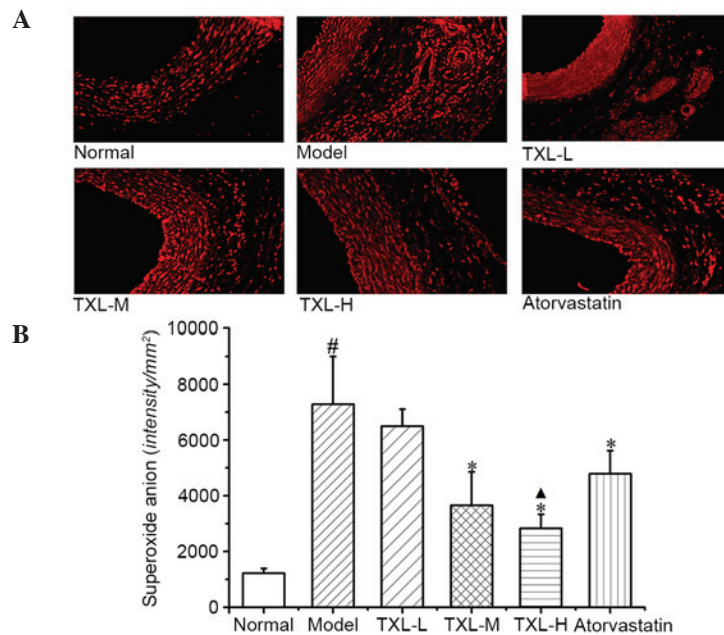 A
Normal
Model
TXL-L
TXL-M
TXL-H
Atorvastatin
B
Superoxide anion (intensity/mm²)
10000
8000
6000
4000
2000
0
#
*
▲
*
*
Normal
Model
TXL-L
TXL-M
TXL-H
Atorvastatin